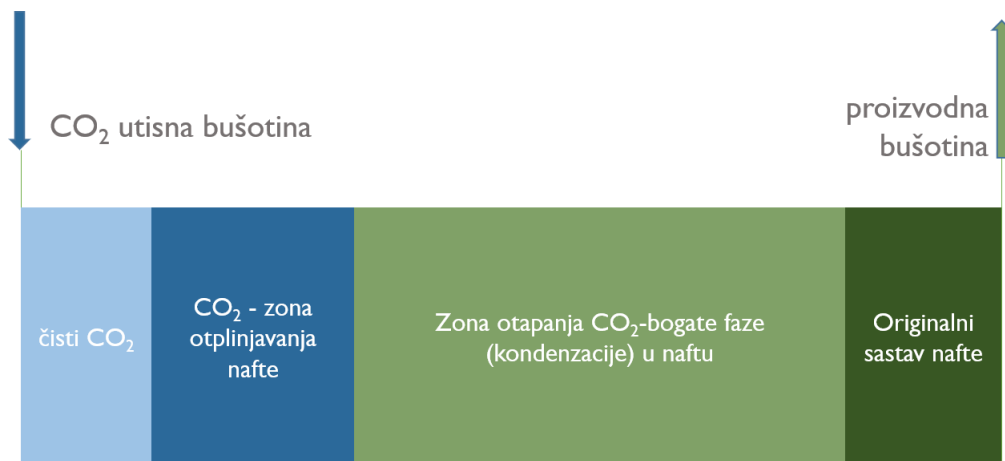 CO₂ utisna bušotina
proizvodna
bušotina
čisti CO₂
CO₂ - zona
otplinjavanja
nafte
Zona otapanja CO₂-bogate faze
(kondenzacije) u naftu
Originalni
sastav nafte